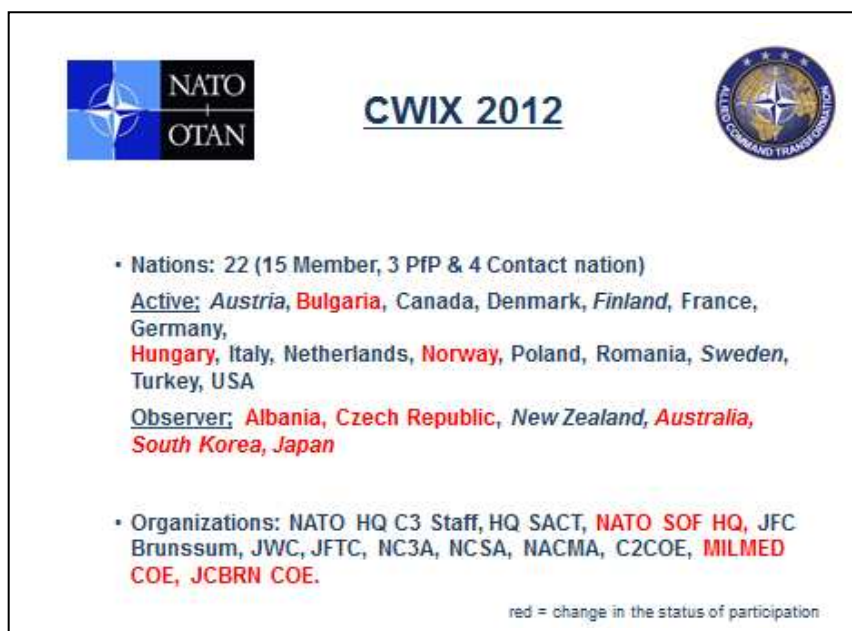 NATO
OTAN
CWIX 2012
ALLIED COMMAND TRANSFORMATION
• Nations: 22 (15 Member, 3 PfP & 4 Contact nation)
Active; Austria, Bulgaria, Canada, Denmark, Finland, France,
Germany,
Hungary, Italy, Netherlands, Norway, Poland, Romania, Sweden,
Turkey, USA
Observer; Albania, Czech Republic, New Zealand, Australia,
South Korea, Japan
• Organizations: NATO HQ C3 Staff, HQ SACT, NATO SOF HQ, JFC
Brunssum, JWC, JFTC, NC3A, NCSA, NACMA, C2COE, MILMED
COE, JCBRN COE.
red = change in the status of participation